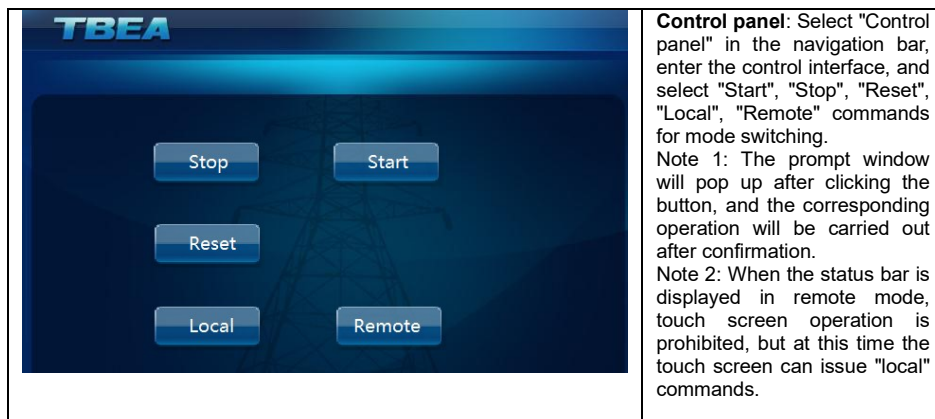 TBEA
Stop
Start
Reset
Local
Remote
Control panel: Select "Control
panel" in the navigation bar,
enter the control interface, and
select "Start", "Stop", "Reset",
"Local", "Remote" commands
for mode switching.
Note 1: The prompt window
will pop up after clicking the
button, and the corresponding
operation will be carried out
after confirmation.
Note 2: When the status bar is
displayed in remote mode,
touch screen operation is
prohibited, but at this time the
touch screen can issue "local"
commands.